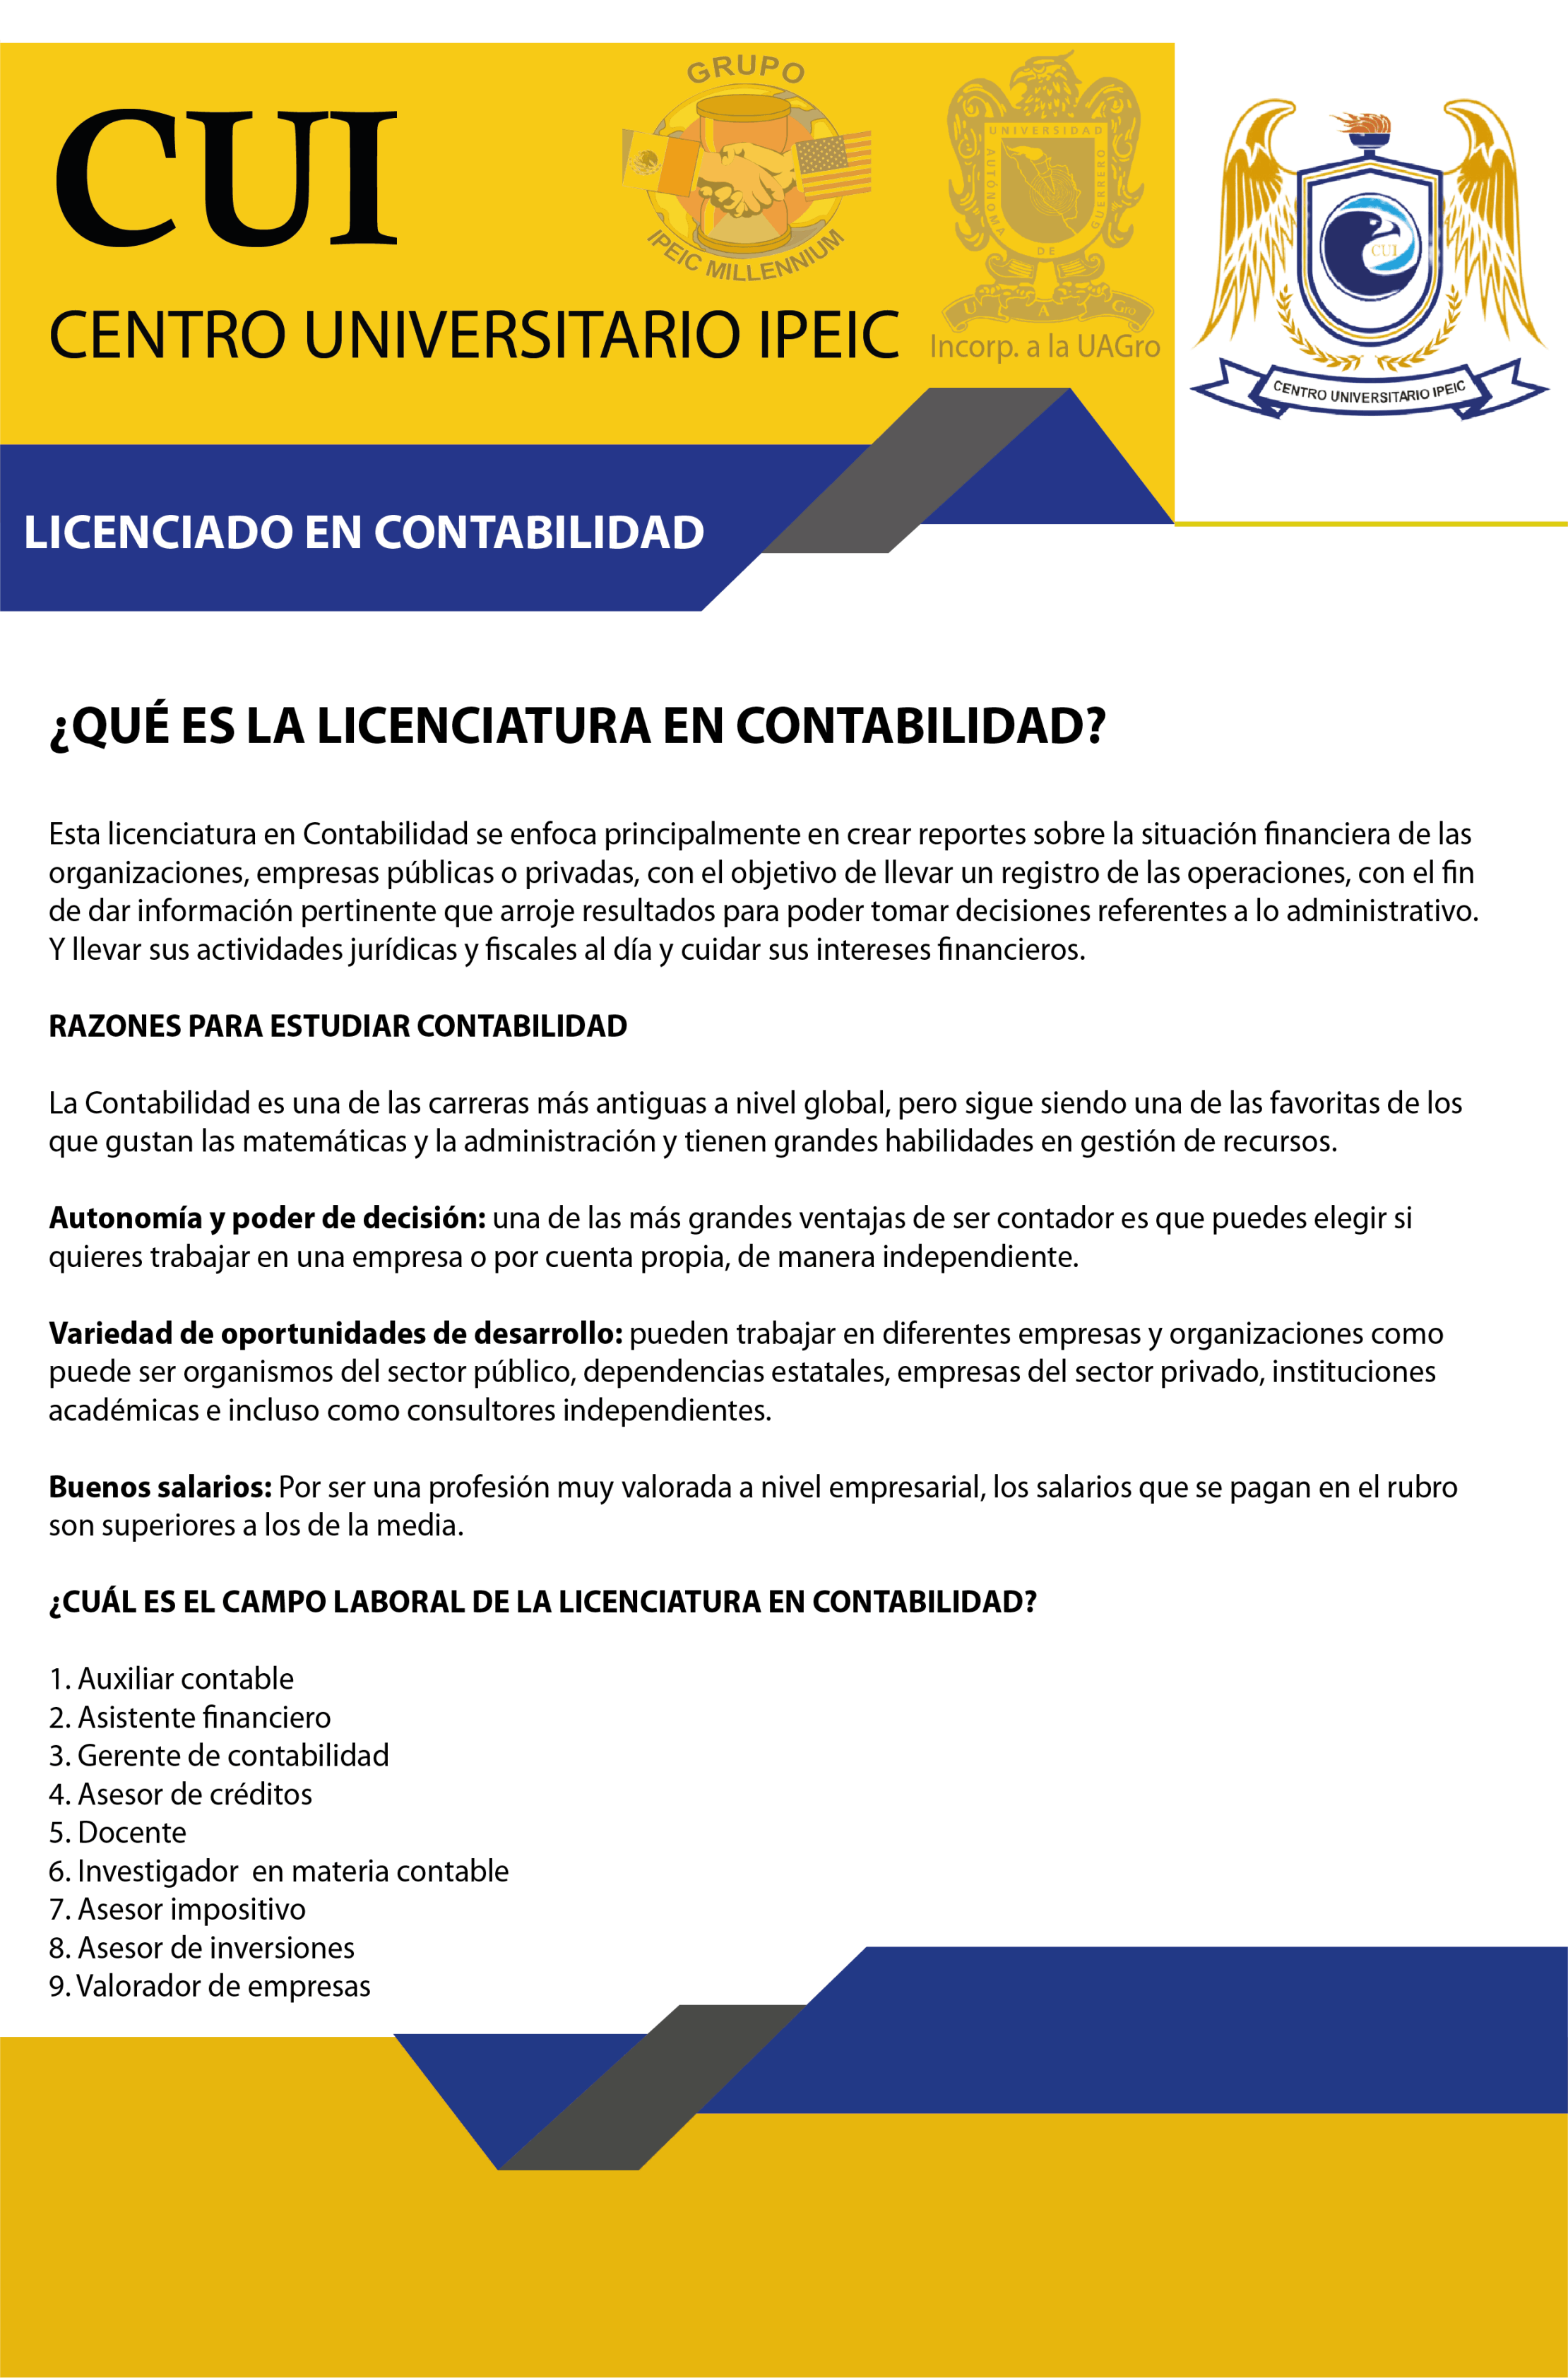 CUI
CENTRO UNIVERSITARIO IPEIC
GRUPO
IPEIC MILLENNIUM
UNIVERSIDAD
AUTÓNOMA
DE
GUERRERO
U A Gro
Incorp. a la UAGro
CUI
CENTRO UNIVERSITARIO IPEIC
LICENCIADO EN CONTABILIDAD
¿QUÉ ES LA LICENCIATURA EN CONTABILIDAD?
Esta licenciatura en Contabilidad se enfoca principalmente en crear reportes sobre la situación financiera de las
organizaciones, empresas públicas o privadas, con el objetivo de llevar un registro de las operaciones, con el fin
de dar información pertinente que arroje resultados para poder tomar decisiones referentes a lo administrativo.
Y llevar sus actividades jurídicas y fiscales al día y cuidar sus intereses financieros.
RAZONES PARA ESTUDIAR CONTABILIDAD
La Contabilidad es una de las carreras más antiguas a nivel global, pero sigue siendo una de las favoritas de los
que gustan las matemáticas y la administración y tienen grandes habilidades en gestión de recursos.
Autonomía y poder de decisión: una de las más grandes ventajas de ser contador es que puedes elegir si
quieres trabajar en una empresa o por cuenta propia, de manera independiente.
Variedad de oportunidades de desarrollo: pueden trabajar en diferentes empresas y organizaciones como
puede ser organismos del sector público, dependencias estatales, empresas del sector privado, instituciones
académicas e incluso como consultores independientes.
Buenos salarios: Por ser una profesión muy valorada a nivel empresarial, los salarios que se pagan en el rubro
son superiores a los de la media.
¿CUÁL ES EL CAMPO LABORAL DE LA LICENCIATURA EN CONTABILIDAD?
1. Auxiliar contable
2. Asistente financiero
3. Gerente de contabilidad
4. Asesor de créditos
5. Docente
6. Investigador  en materia contable
7. Asesor impositivo
8. Asesor de inversiones
9. Valorador de empresas